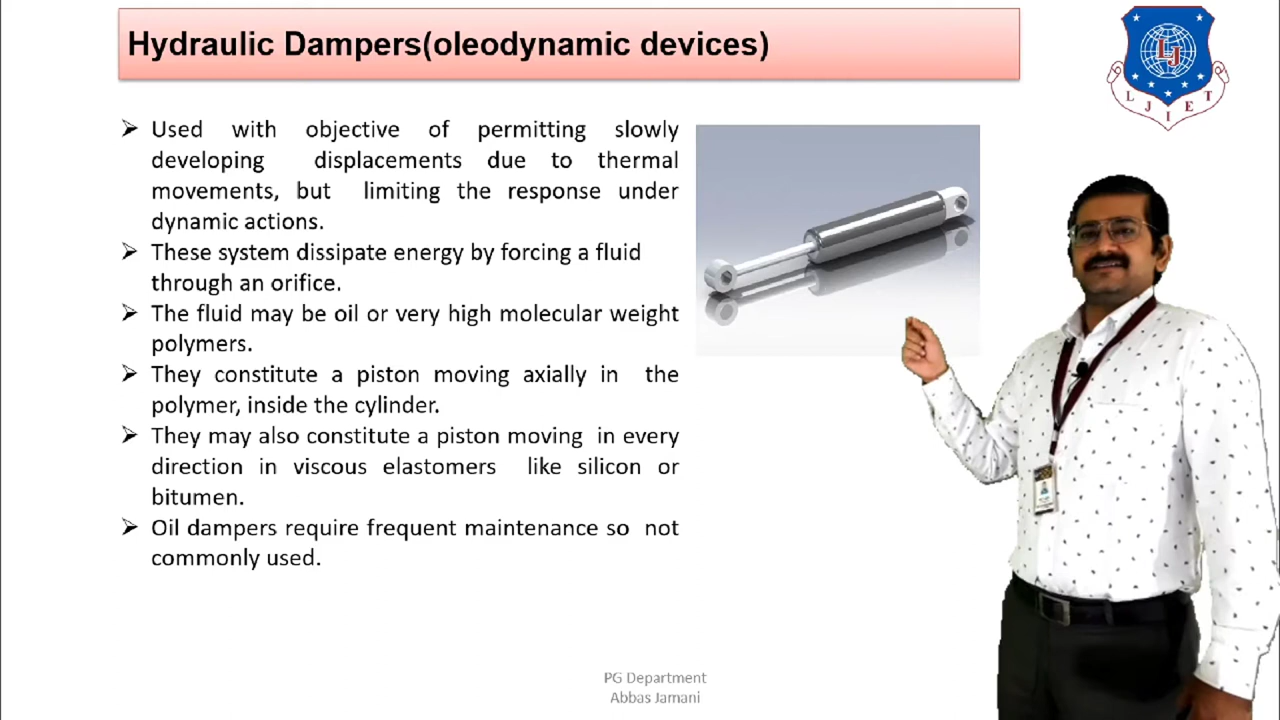 Hydraulic Dampers(oleodynamic devices)
➢ Used with objective of permitting slowly
developing displacements due to thermal
movements, but limiting the response under
dynamic actions.
➢ These system dissipate energy by forcing a fluid
through an orifice.
➢ The fluid may be oil or very high molecular weight
polymers.
➢ They constitute a piston moving axially in the
polymer, inside the cylinder.
➢ They may also constitute a piston moving in every
direction in viscous elastomers like silicon or
bitumen.
➢ Oil dampers require frequent maintenance so not
commonly used.
LJ
L J I E T
PG Department
Abbas Jamani